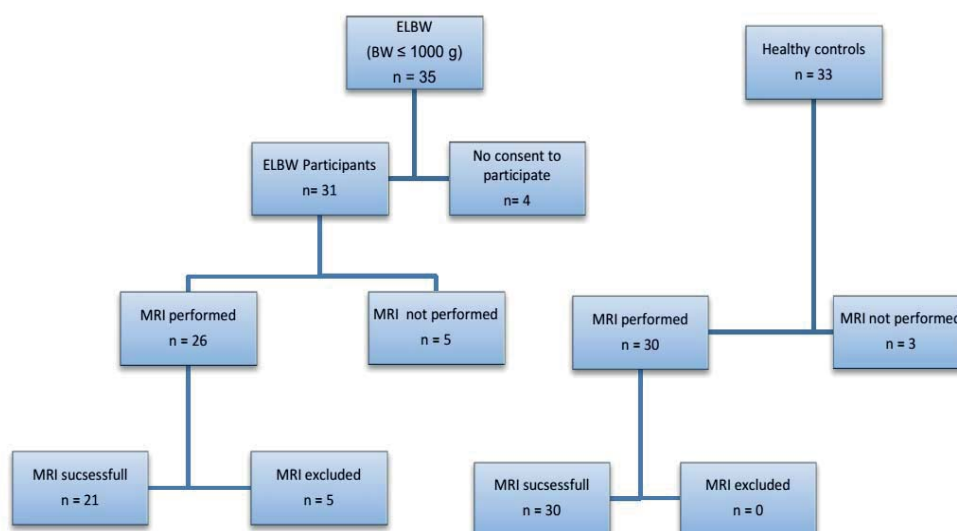 ELBW
(BW ≤ 1000 g)
n = 35
Healthy controls
n = 33
ELBW Participants
n= 31
No consent to
participate
n= 4
MRI performed
n = 26
MRI  not performed
n = 5
MRI performed
n = 30
MRI not performed
n = 3
MRI sucsessfull
n = 21
MRI excluded
n = 5
MRI sucsessfull
n = 30
MRI excluded
n = 0